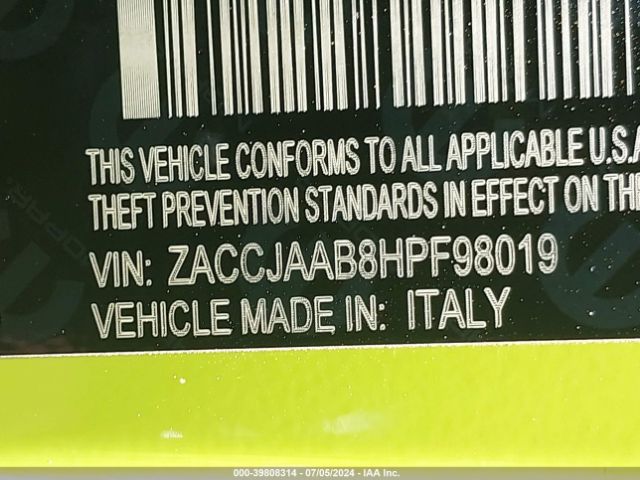 THIS VEHICLE CONFORMS TO ALL APPLICABLE U.S.A
THEFT PREVENTION STANDARDS IN EFFECT ON THE
VIN: ZACCJAAB8HPF98019
VEHICLE MADE IN: ITALY
000-39808314 - 07/05/2024 - IAA Inc.